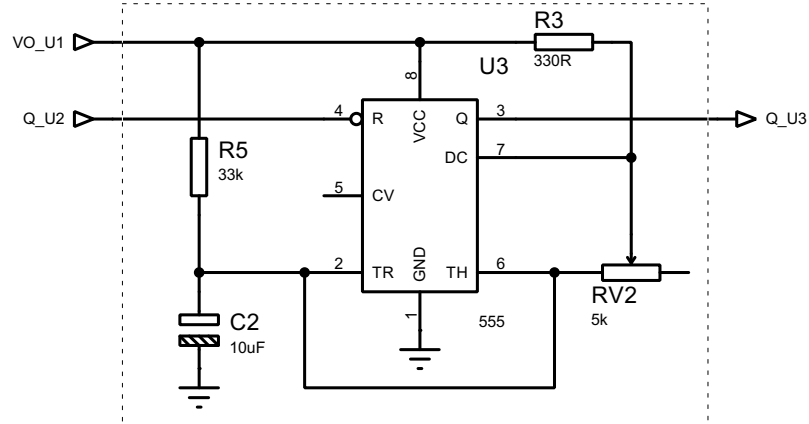 R3
VO_U1
330R
U3
8
Q_U2
4
R
VCC
Q
3
Q_U3
DC
7
R5
33k
5
CV
2
TR
GND
TH
6
RV2
5k
C2
10uF
1
555